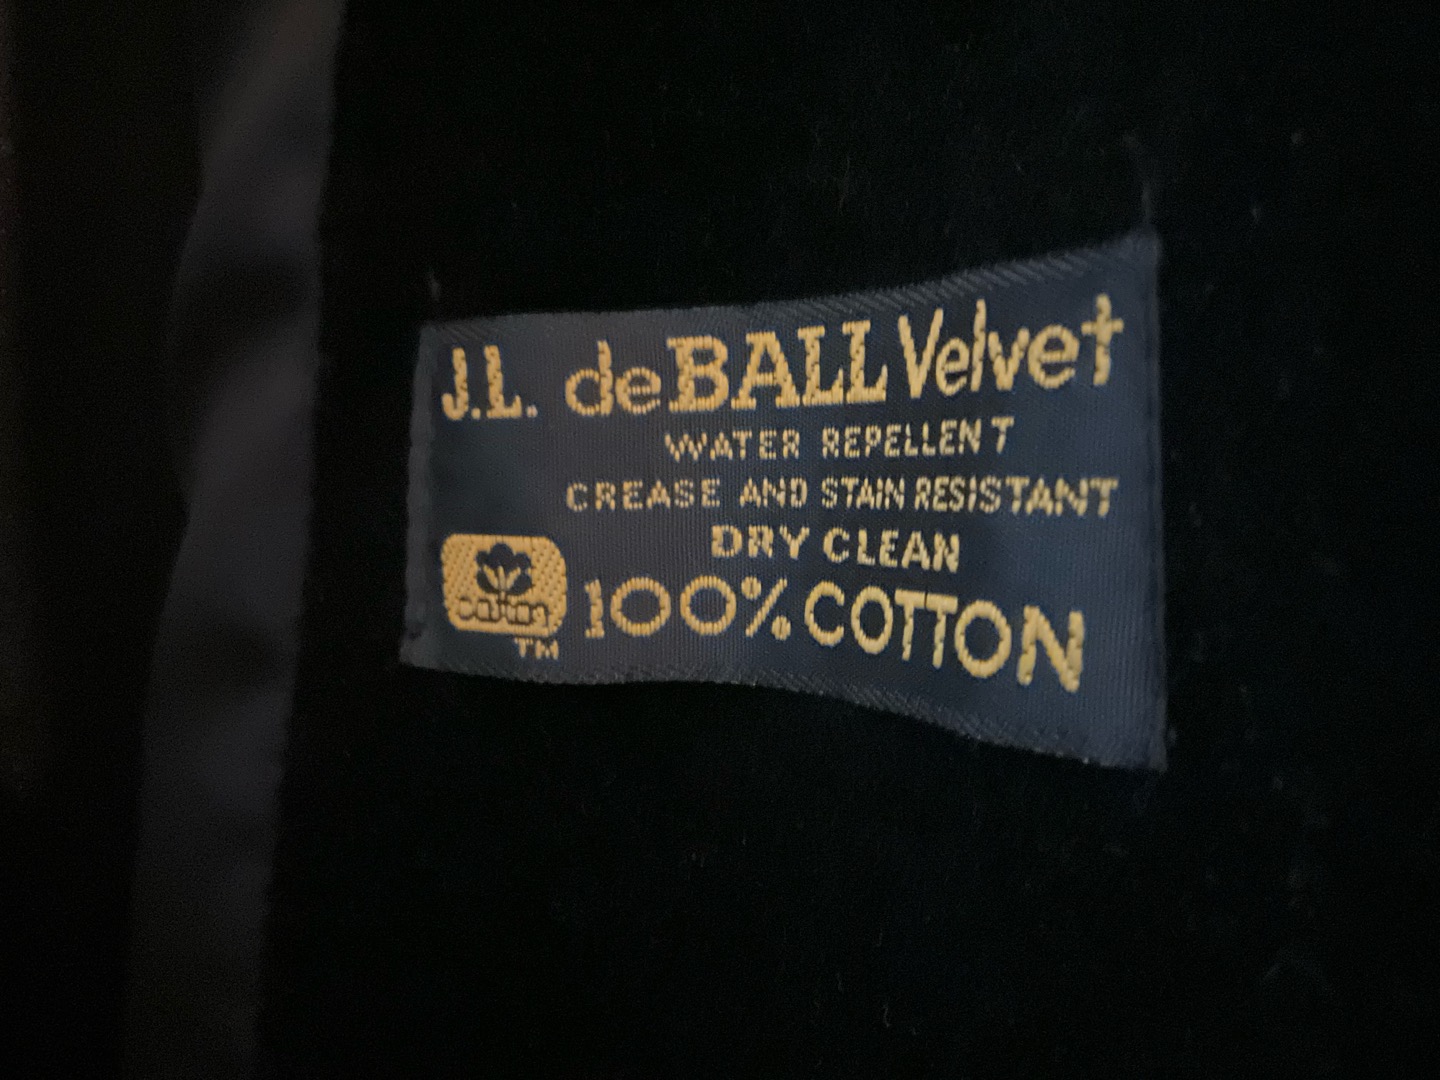 J.L. deBALL Velvet
WATER REPELLENT
CREASE AND STAIN RESISTANT
DRY CLEAN
cotton
TM
100% COTTON